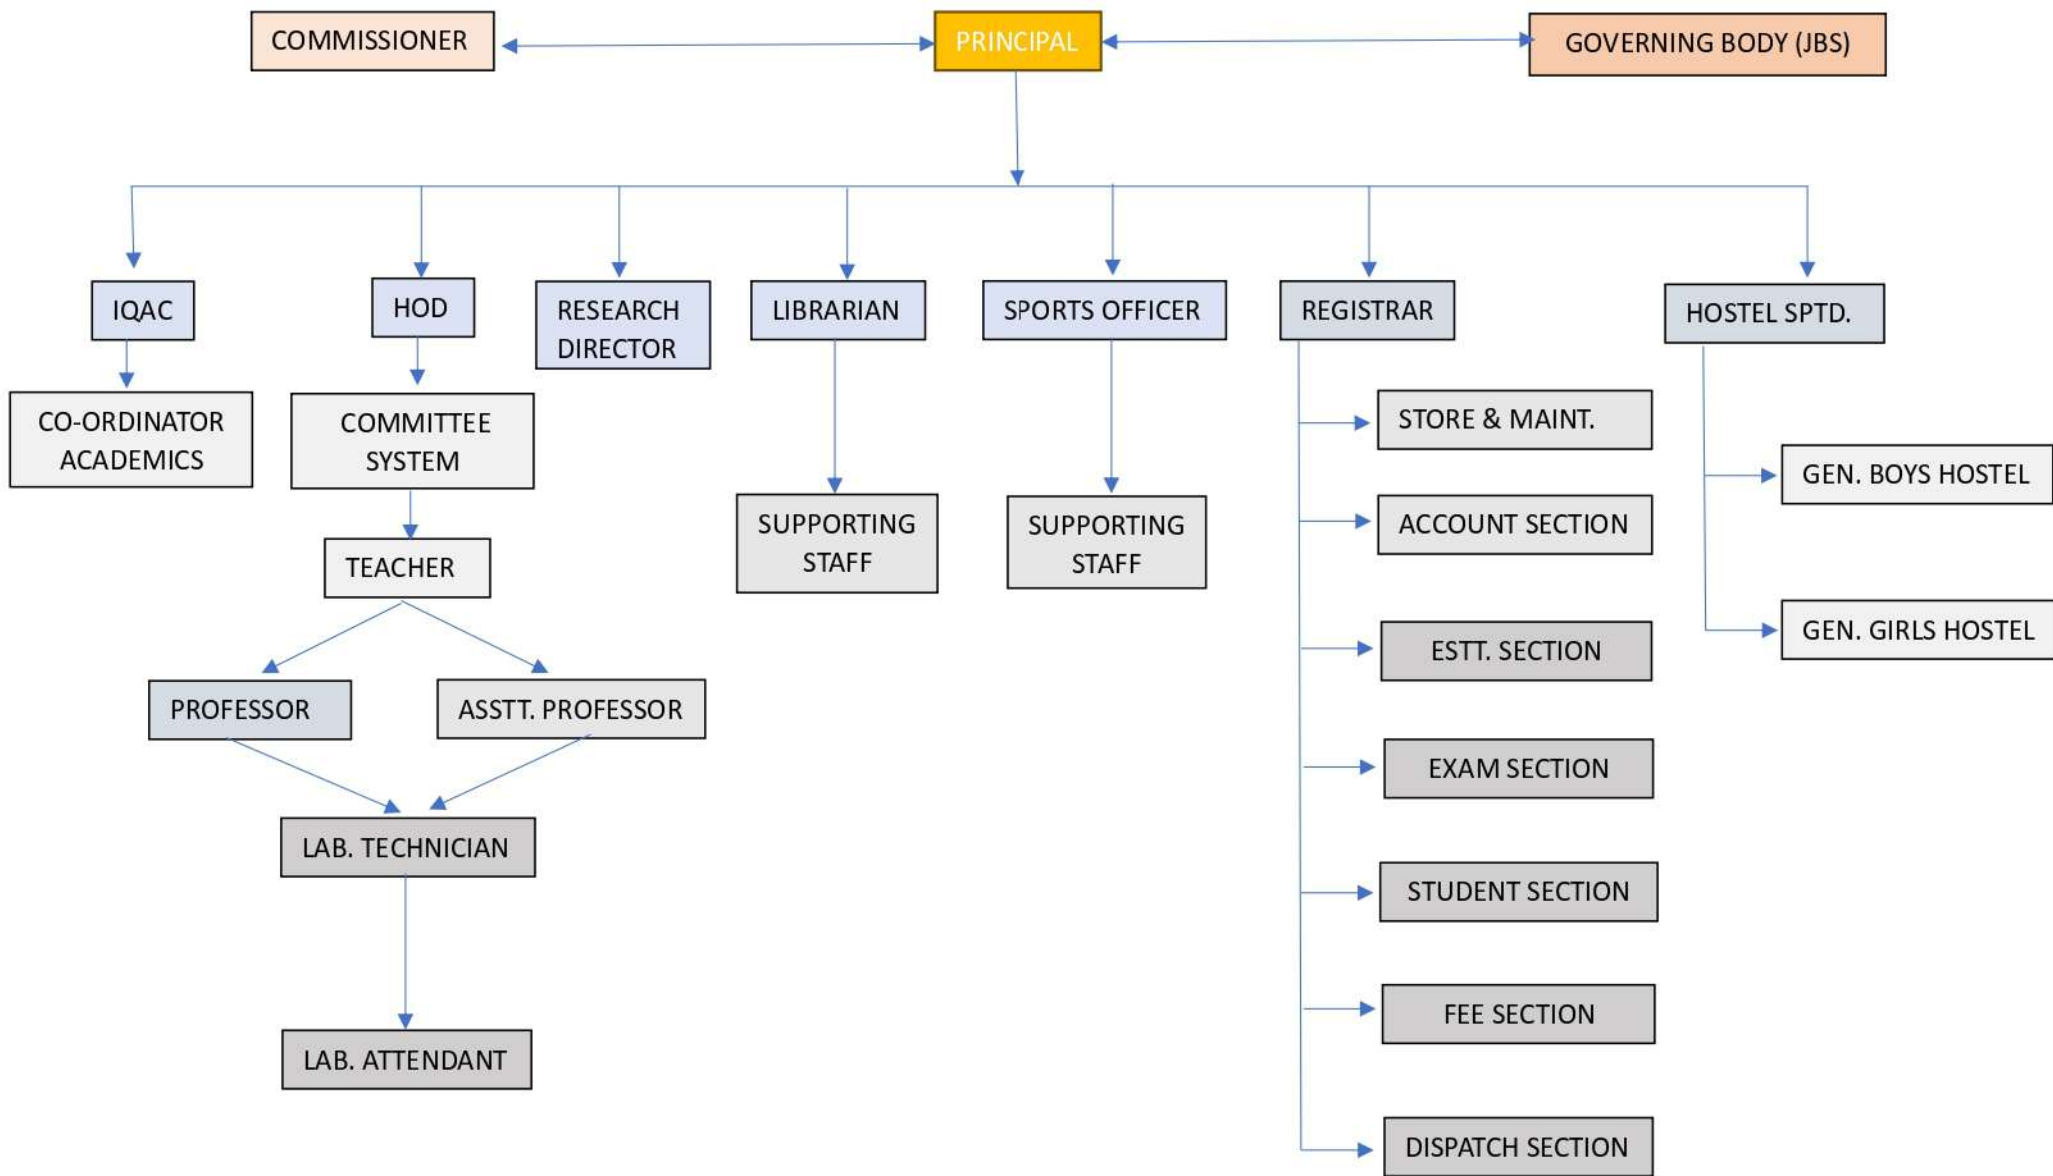 COMMISSIONER
PRINCIPAL
GOVERNING BODY (JBS)
IQAC
HOD
RESEARCH
DIRECTOR
LIBRARIAN
SPORTS OFFICER
REGISTRAR
HOSTEL SPTD.
CO-ORDINATOR
ACADEMICS
COMMITTEE
SYSTEM
TEACHER
PROFESSOR
ASSTT. PROFESSOR
LAB. TECHNICIAN
LAB. ATTENDANT
SUPPORTING
STAFF
SUPPORTING
STAFF
STORE & MAINT.
ACCOUNT SECTION
ESTT. SECTION
EXAM SECTION
STUDENT SECTION
FEE SECTION
DISPATCH SECTION
GEN. BOYS HOSTEL
GEN. GIRLS HOSTEL